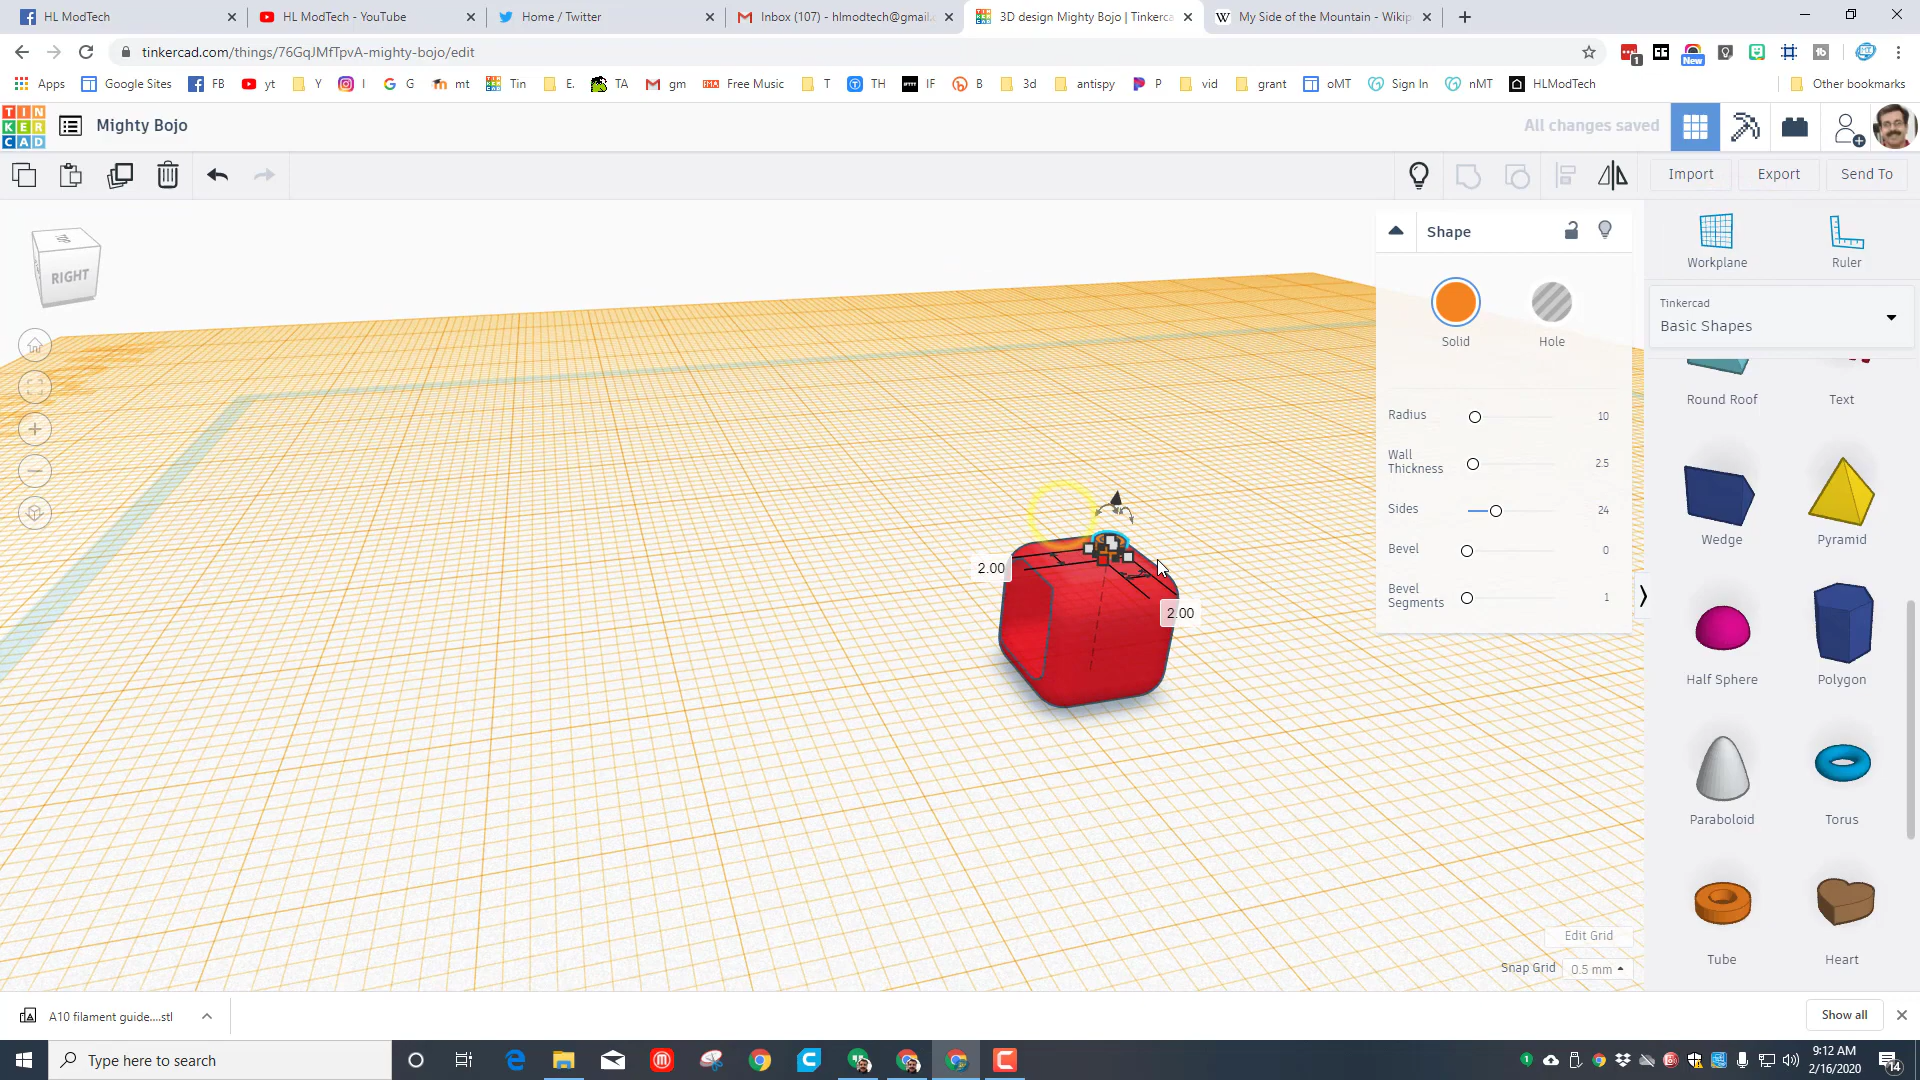 HL ModTech
HL ModTech - YouTube
Home / Twitter
Inbox (107) - hlmodtech@gmail.c
3D design Mighty Bojo | Tinkerca
My Side of the Mountain - Wikip
tinkercad.com/things/76GqJMfTpvA-mighty-bojo/edit
1
CC
New
Apps
Google Sites
FB
yt
Y
I
G
mt
Tin
E.
TA
gm
Free Music
T
TH
IF
B
3d
antispy
P
vid
grant
oMT
Sign In
nMT
HLModTech
Other bookmarks
TINKERCAD
Mighty Bojo
All changes saved
Import
Export
Send To
RIGHT
Shape
Solid
Hole
Radius
10
Wall
Thickness
2.5
Sides
24
Bevel
0
Bevel
Segments
1
2.00
2.00
Workplane
Ruler
Tinkercad
Basic Shapes
Round Roof
Text
Wedge
Pyramid
Half Sphere
Polygon
Paraboloid
Torus
Tube
Heart
Edit Grid
Snap Grid
0.5 mm
A10 filament guide....stl
Show all
Type here to search
9:12 AM
2/16/2020
14